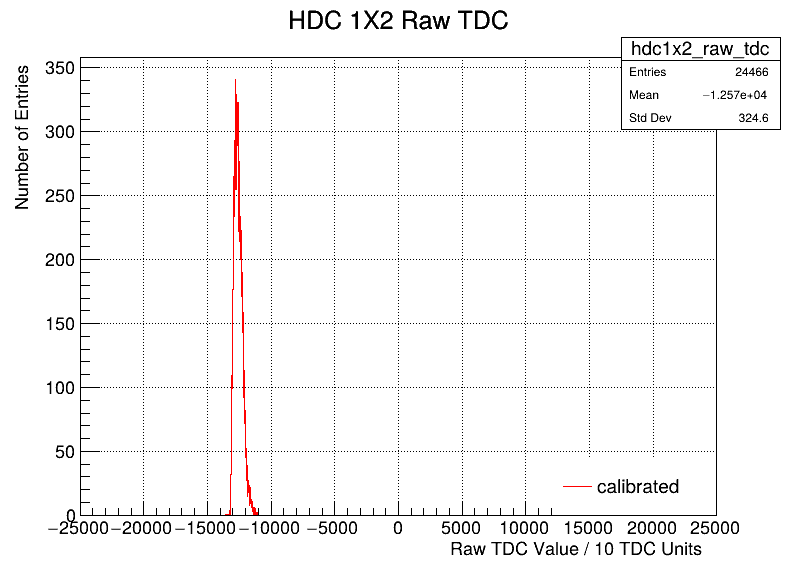 HDC 1X2 Raw TDC
hdc1x2_raw_tdc
Entries 24466
Mean −1.257e+04
Std Dev 324.6
Number of Entries
350
300
250
200
150
100
50
0
−25000 −20000 −15000 −10000 −5000 0 5000 10000 15000 20000 25000
calibrated
Raw TDC Value / 10 TDC Units